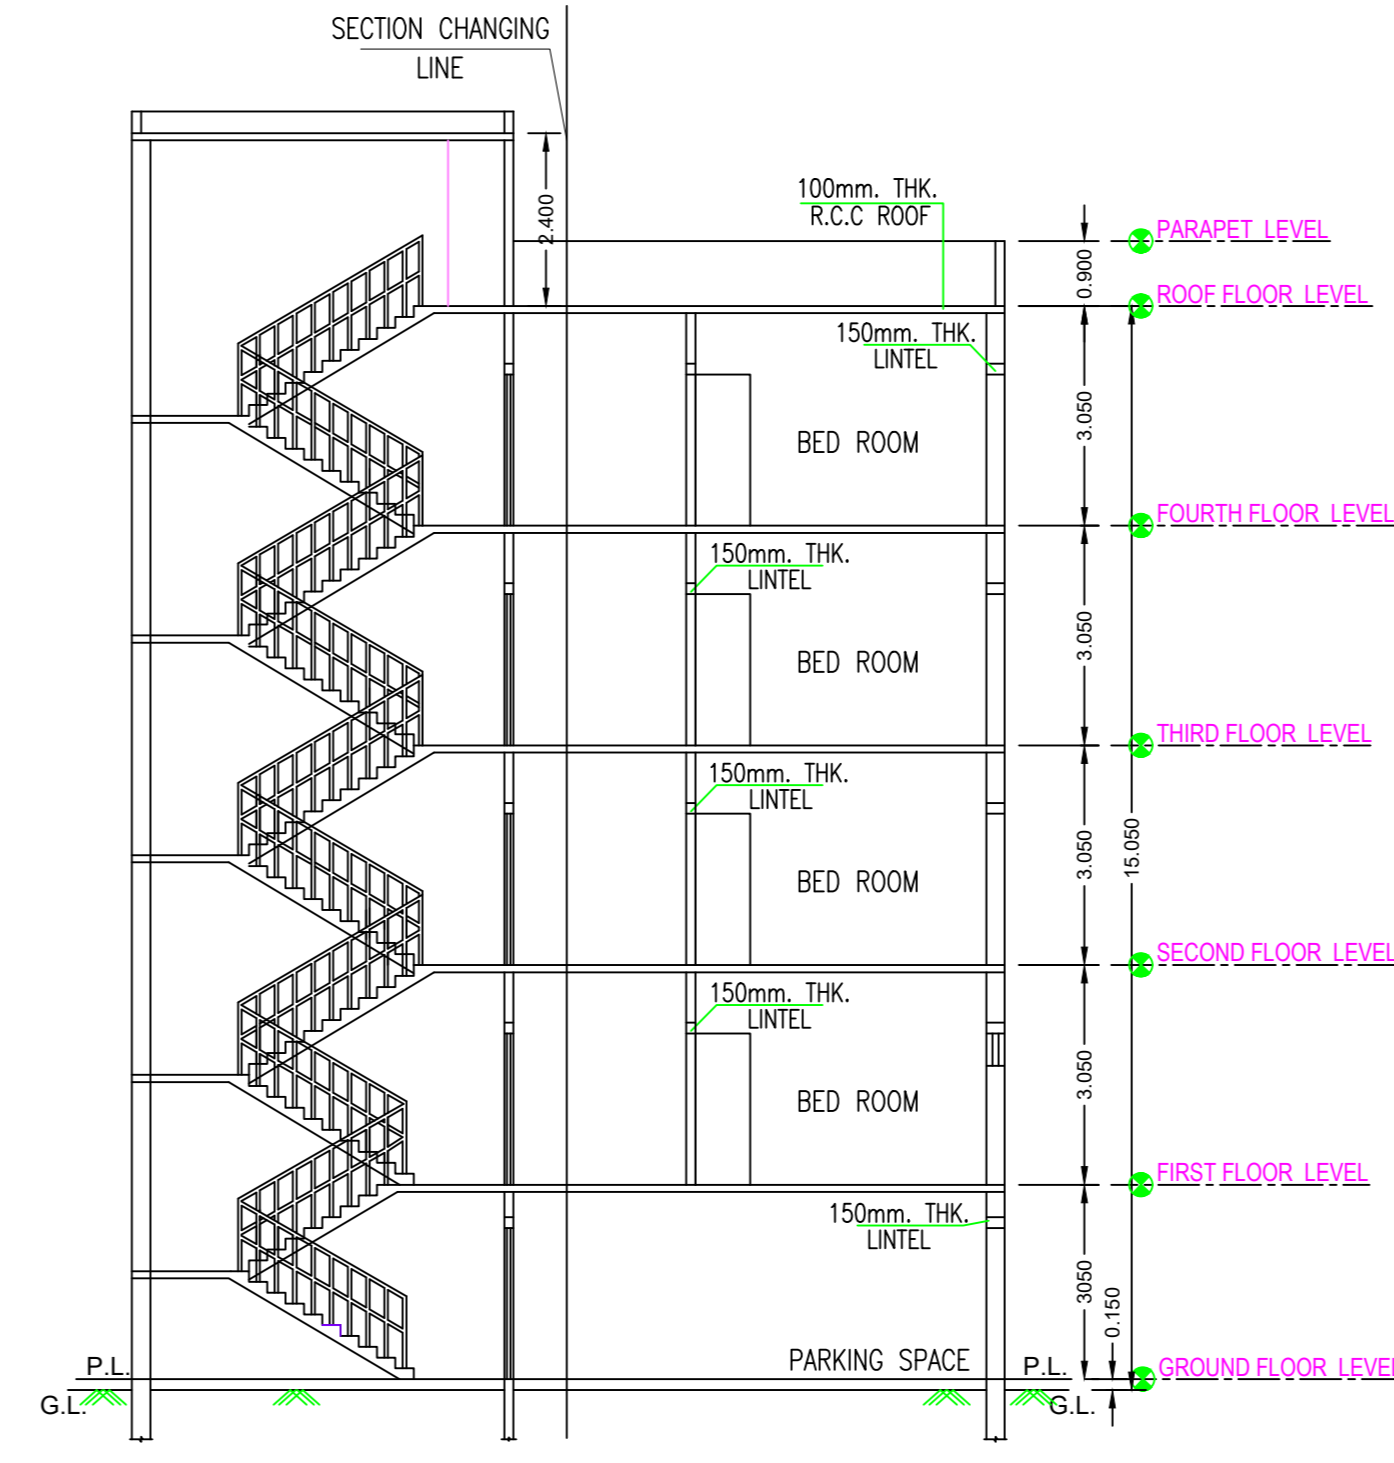 SECTION CHANGING
LINE
2.400
100mm. THK.
R.C.C ROOF
0.900
PARAPET LEVEL
ROOF FLOOR LEVEL
150mm. THK.
LINTEL
BED ROOM
3.050
FOURTH FLOOR LEVEL
150mm. THK.
LINTEL
BED ROOM
3.050
THIRD FLOOR LEVEL
150mm. THK.
LINTEL
BED ROOM
3.050
15.050
SECOND FLOOR LEVEL
150mm. THK.
LINTEL
BED ROOM
3.050
FIRST FLOOR LEVEL
150mm. THK.
LINTEL
3050
0.150
PARKING SPACE
P.L.
P.L.
GROUND FLOOR LEVEL
G.L.
G.L.